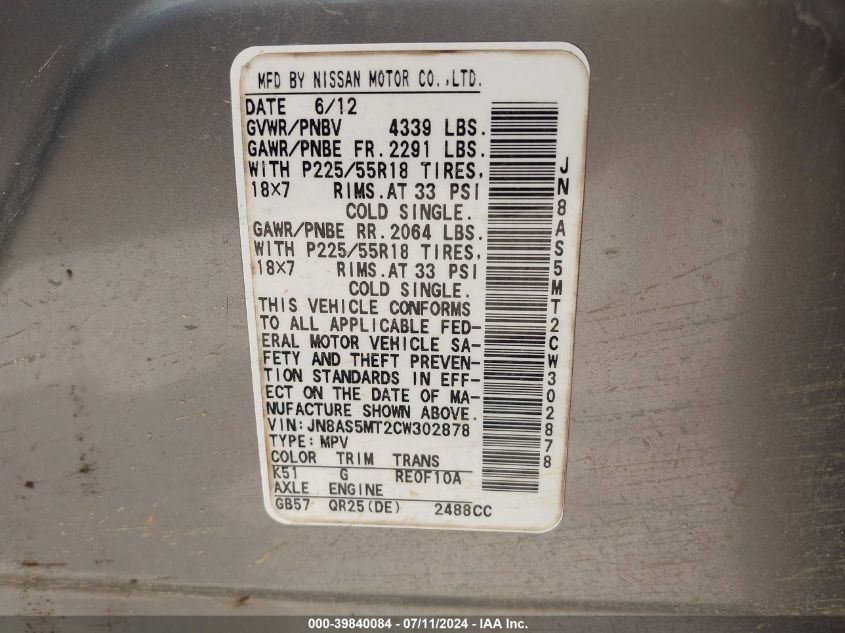 MFD BY NISSAN MOTOR CO.,LTD.
DATE 6/12
GVWR/PNBV 4339 LBS.
GAWR/PNBE FR. 2291 LBS.
WITH P225/55R18 TIRES,
18X7 RIMS.AT 33 PSI
COLD SINGLE.
GAWR/PNBE RR. 2064 LBS.
WITH P225/55R18 TIRES,
18X7 RIMS.AT 33 PSI
COLD SINGLE.
THIS VEHICLE CONFORMS
TO ALL APPLICABLE FED-
ERAL MOTOR VEHICLE SA-
FETY AND THEFT PREVEN-
TION STANDARDS IN EFF-
ECT ON THE DATE OF MA-
NUFACTURE SHOWN ABOVE.
VIN: JN8AS5MT2CW302878
TYPE: MPV
COLOR TRIM TRANS
K51 G RE0F10A
AXLE ENGINE
GB57 QR25(DE) 2488CC
JN8AS5MT2CW302878
000-39840084 - 07/11/2024 - IAA Inc.